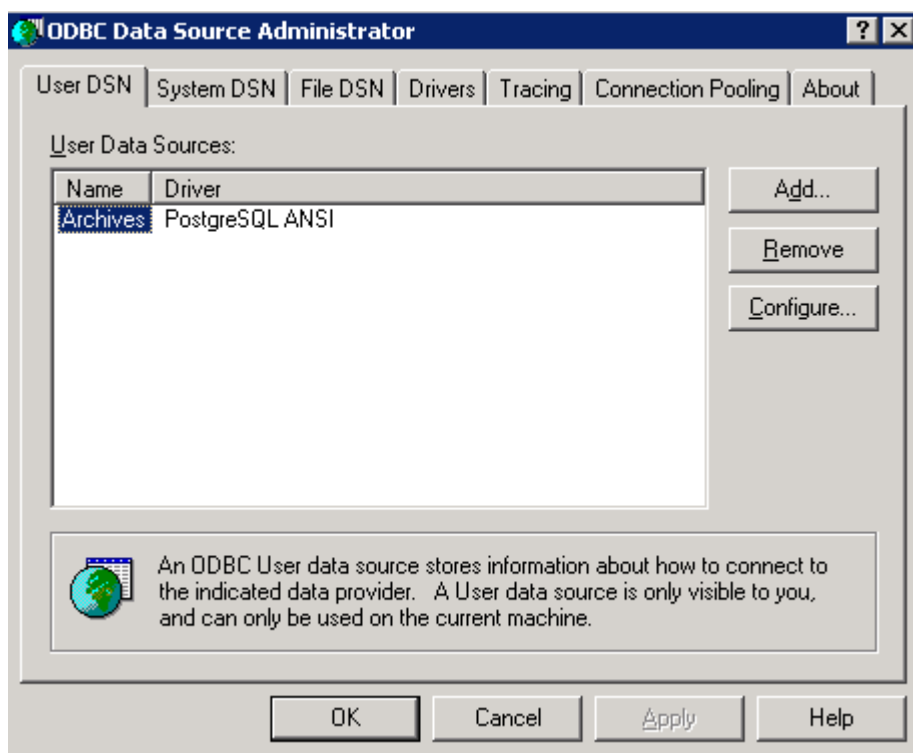 ODBC Data Source Administrator
User DSN System DSN File DSN Drivers Tracing Connection Pooling About
User Data Sources:
Name Driver
Archives PostgreSQL ANSI
Add...
Remove
Configure...
An ODBC User data source stores information about how to connect to
the indicated data provider. A User data source is only visible to you,
and can only be used on the current machine.
OK Cancel Apply Help